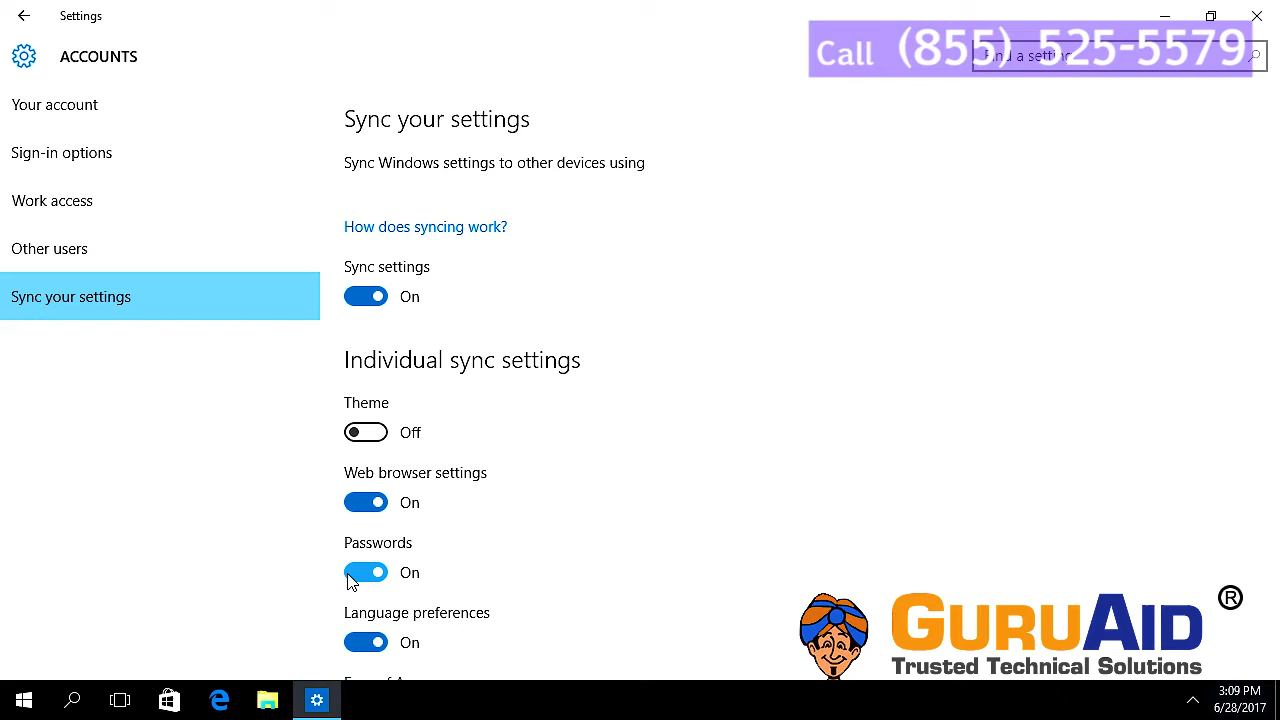 Settings
ACCOUNTS
Call (855) 525-5579
Find a setting
Your account
Sign-in options
Work access
Other users
Sync your settings
Sync your settings
Sync Windows settings to other devices using
How does syncing work?
Sync settings
On
Individual sync settings
Theme
Off
Web browser settings
On
Passwords
On
Language preferences
On
GURUAID ®
Trusted Technical Solutions
3:09 PM
6/28/2017